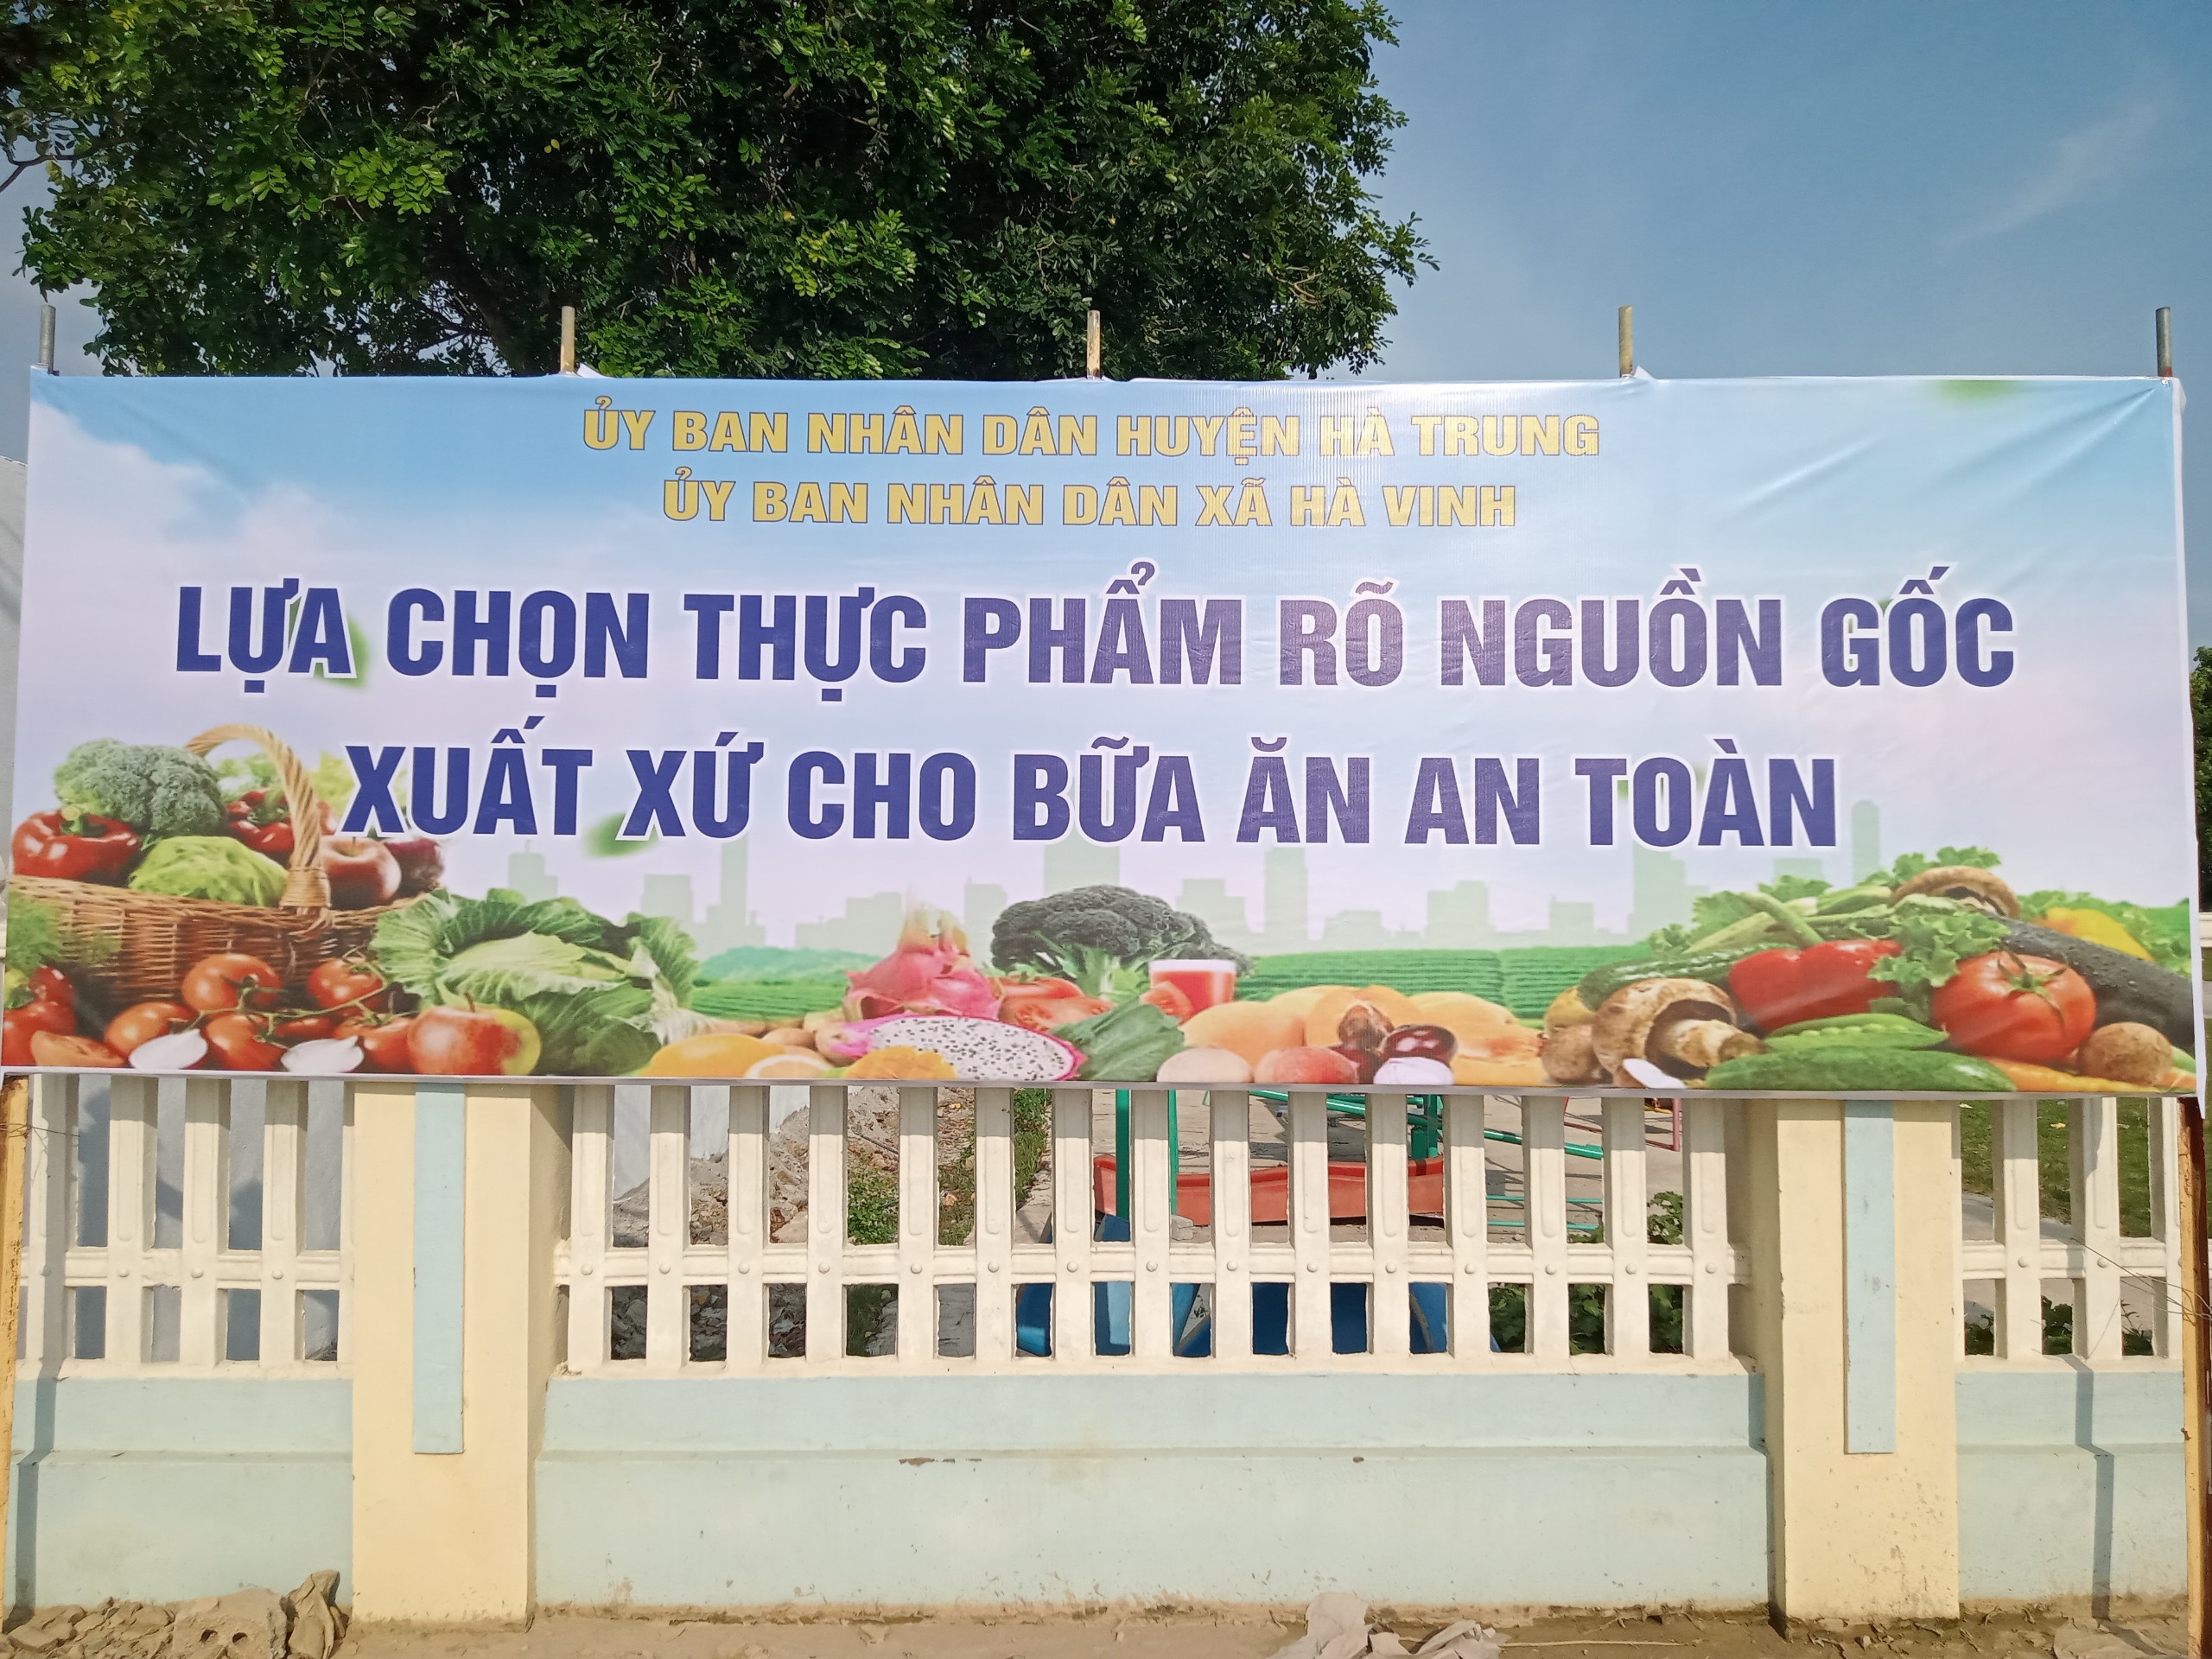 ỦY BAN NHÂN DÂN HUYỆN HÀ TRUNG
ỦY BAN NHÂN DÂN XÃ HÀ VINH
LỰA CHỌN THỰC PHẨM RÕ NGUỒN GỐC
XUẤT XỨ CHO BỮA ĂN AN TOÀN